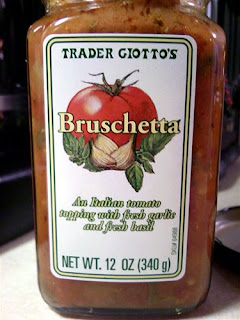 TRADER GIOTTO'S
Bruschetta
An Italian tomato
topping with fresh garlic
and fresh basil
NET WT. 12 OZ (340 g)